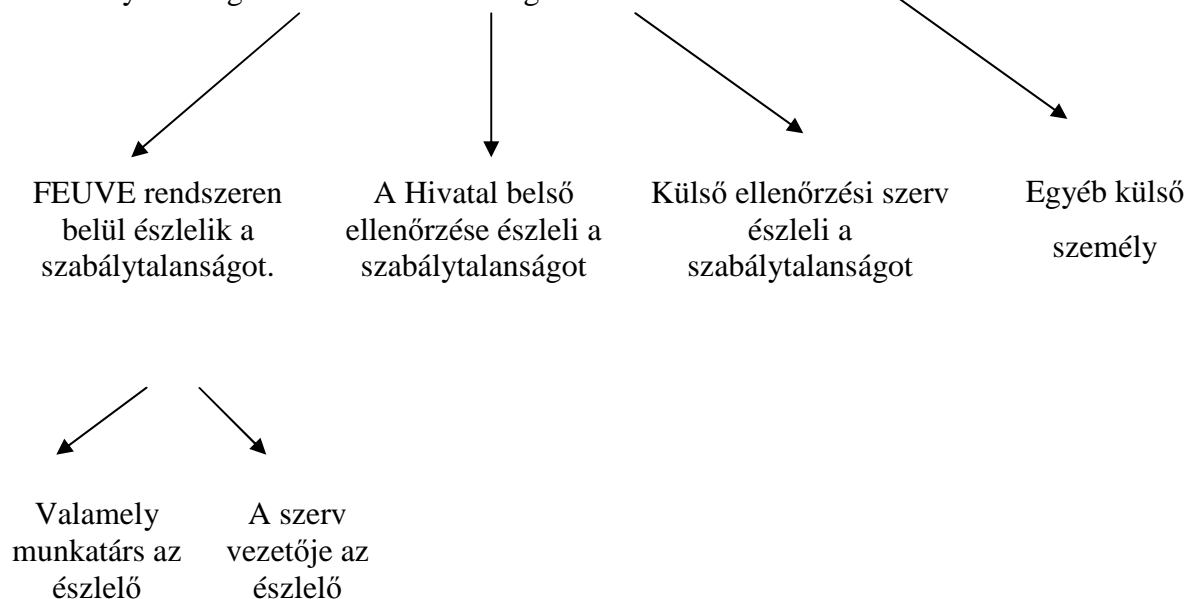 FEUVE rendszeren
belül észlelik a
szabálytalanságot.
A Hivatal belső
ellenőrzése észleli a
szabálytalanságot
Külső ellenőrzési szerv
észleli a
szabálytalanságot
Egyéb külső
személy
Valamely
munkatárs az
észlelő
A szerv
vezetője az
észlelő